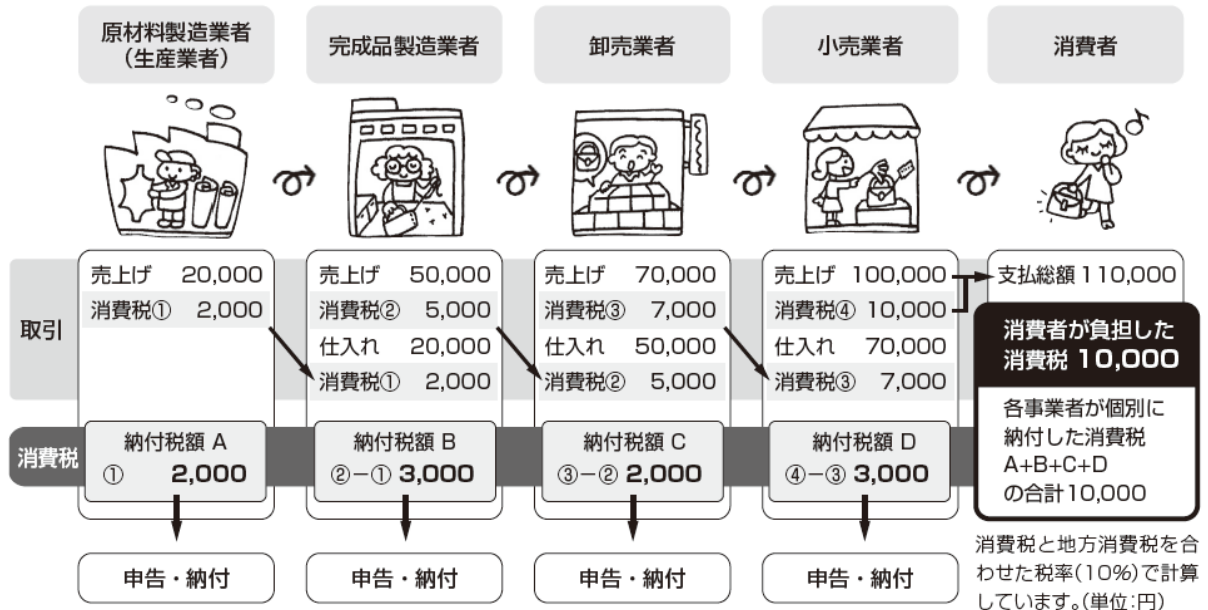 原材料製造業者
（生産業者）
完成品製造業者
卸売業者
小売業者
消費者
取引
売上げ 20,000
消費税① 2,000
売上げ 50,000
消費税② 5,000
仕入れ 20,000
消費税① 2,000
売上げ 70,000
消費税③ 7,000
仕入れ 50,000
消費税② 5,000
売上げ 100,000
消費税④ 10,000
仕入れ 70,000
消費税③ 7,000
支払総額 110,000
消費者が負担した
消費税 10,000
各事業者が個別に
納付した消費税
A+B+C+D
の合計10,000
消費税
納付税額 A
① 2,000
納付税額 B
②−① 3,000
納付税額 C
③−② 2,000
納付税額 D
④−③ 3,000
申告・納付
申告・納付
申告・納付
申告・納付
消費税と地方消費税を合
わせた税率(10%)で計算
しています。(単位:円)